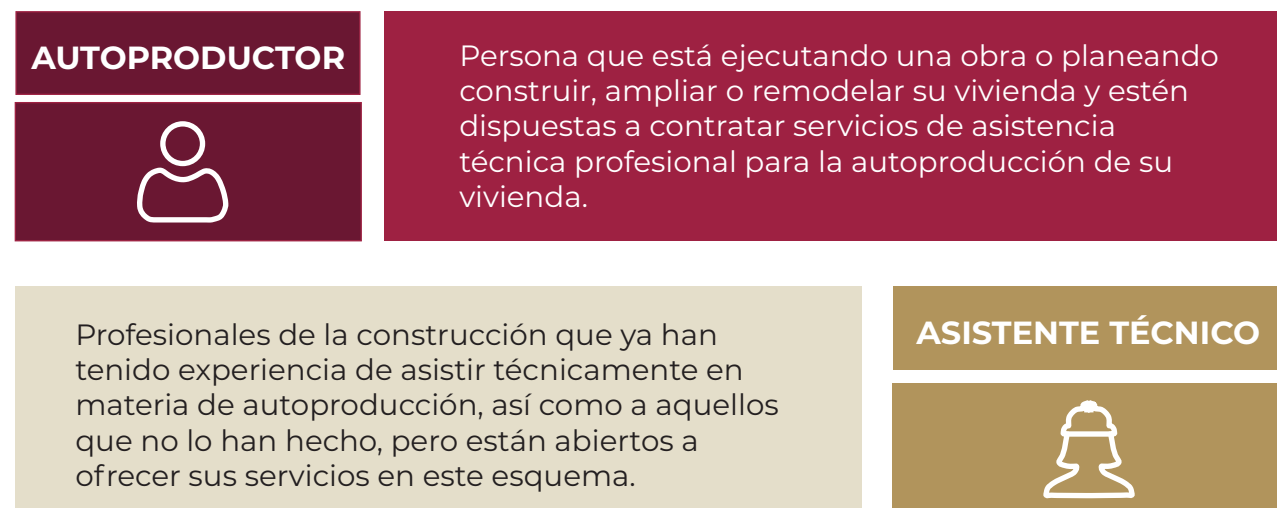 AUTOPRODUCTOR
Persona que está ejecutando una obra o planeando
construir, ampliar o remodelar su vivienda y estén
dispuestas a contratar servicios de asistencia
técnica profesional para la autoproducción de su
vivienda.
Profesionales de la construcción que ya han
tenido experiencia de asistir técnicamente en
materia de autoproducción, así como a aquellos
que no lo han hecho, pero están abiertos a
ofrecer sus servicios en este esquema.
ASISTENTE TÉCNICO